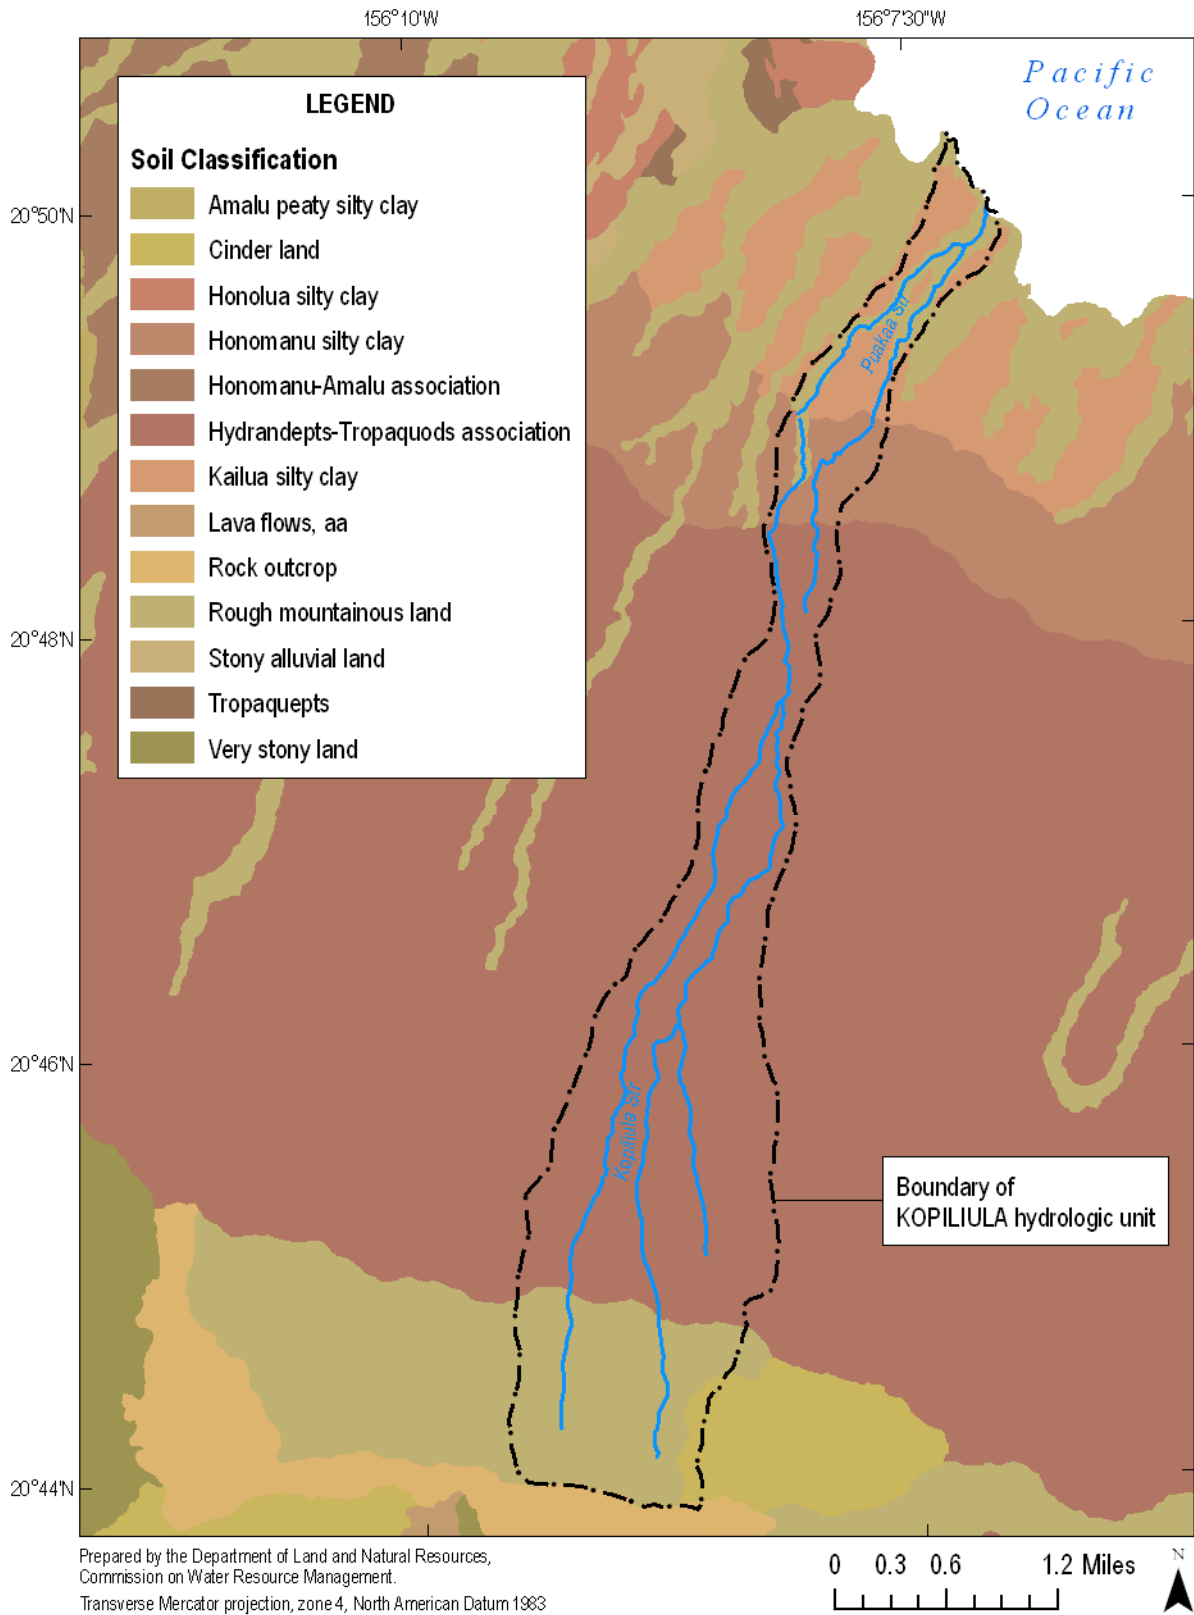 156°10'W
156°7'30"W
Pacific
Ocean
LEGEND
Soil Classification
Amalu peaty silty clay
Cinder land
Honolua silty clay
Honomanu silty clay
Honomanu-Amalu association
Hydrandepts-Tropaquods association
Kailua silty clay
Lava flows, aa
Rock outcrop
Rough mountainous land
Stony alluvial land
Tropaquepts
Very stony land
20°50'N
Puakaa Str
20°48'N
20°46'N
Kopiliula Str
Boundary of
KOPILIULA hydrologic unit
20°44'N
Prepared by the Department of Land and Natural Resources,
Commission on Water Resource Management.
Transverse Mercator projection, zone 4, North American Datum 1983
0 0.3 0.6 1.2 Miles
N